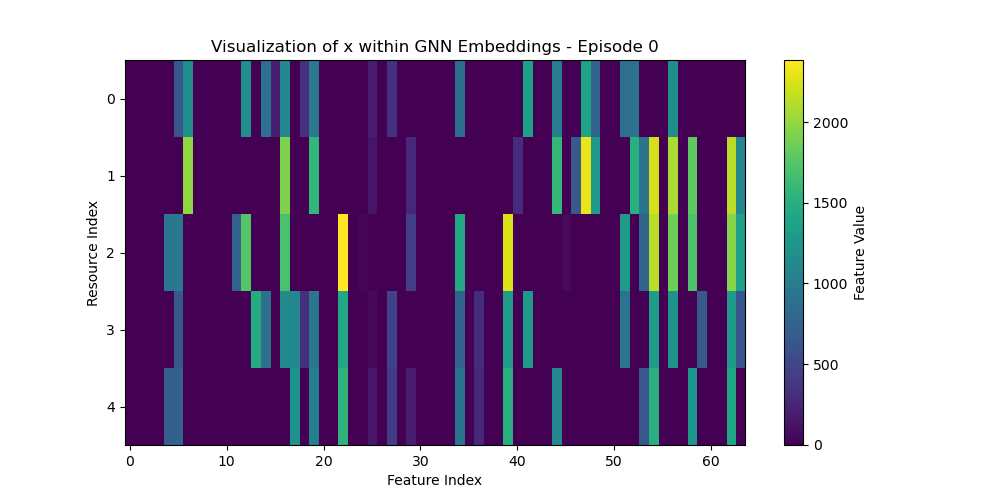 Visualization of x within GNN Embeddings - Episode 0
Resource Index
0
1
2
3
4
0 10 20 30 40 50 60
Feature Index
2000
1500
1000
500
0
Feature Value